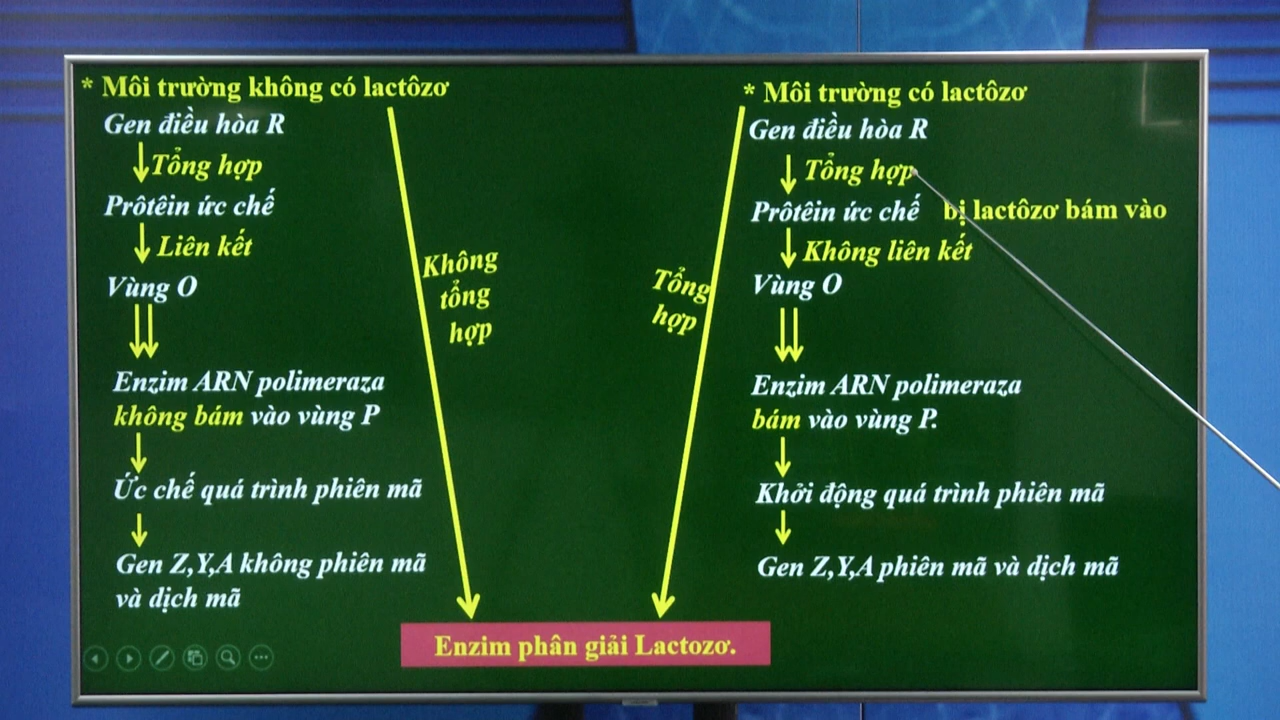 * Môi trường không có lactôzơ
Gen điều hòa R
Tổng hợp
Prôtêin ức chế
Liên kết
Vùng O
Enzim ARN polimeraza
không bám vào vùng P
Ức chế quá trình phiên mã
Gen Z,Y,A không phiên mã
và dịch mã
Không
tổng
hợp
* Môi trường có lactôzơ
Gen điều hòa R
Tổng hợp
Prôtêin ức chế bị lactôzơ bám vào
Không liên kết
Vùng O
Enzim ARN polimeraza
bám vào vùng P.
Khởi động quá trình phiên mã
Gen Z,Y,A phiên mã và dịch mã
Tổng
hợp
Enzim phân giải Lactozơ.